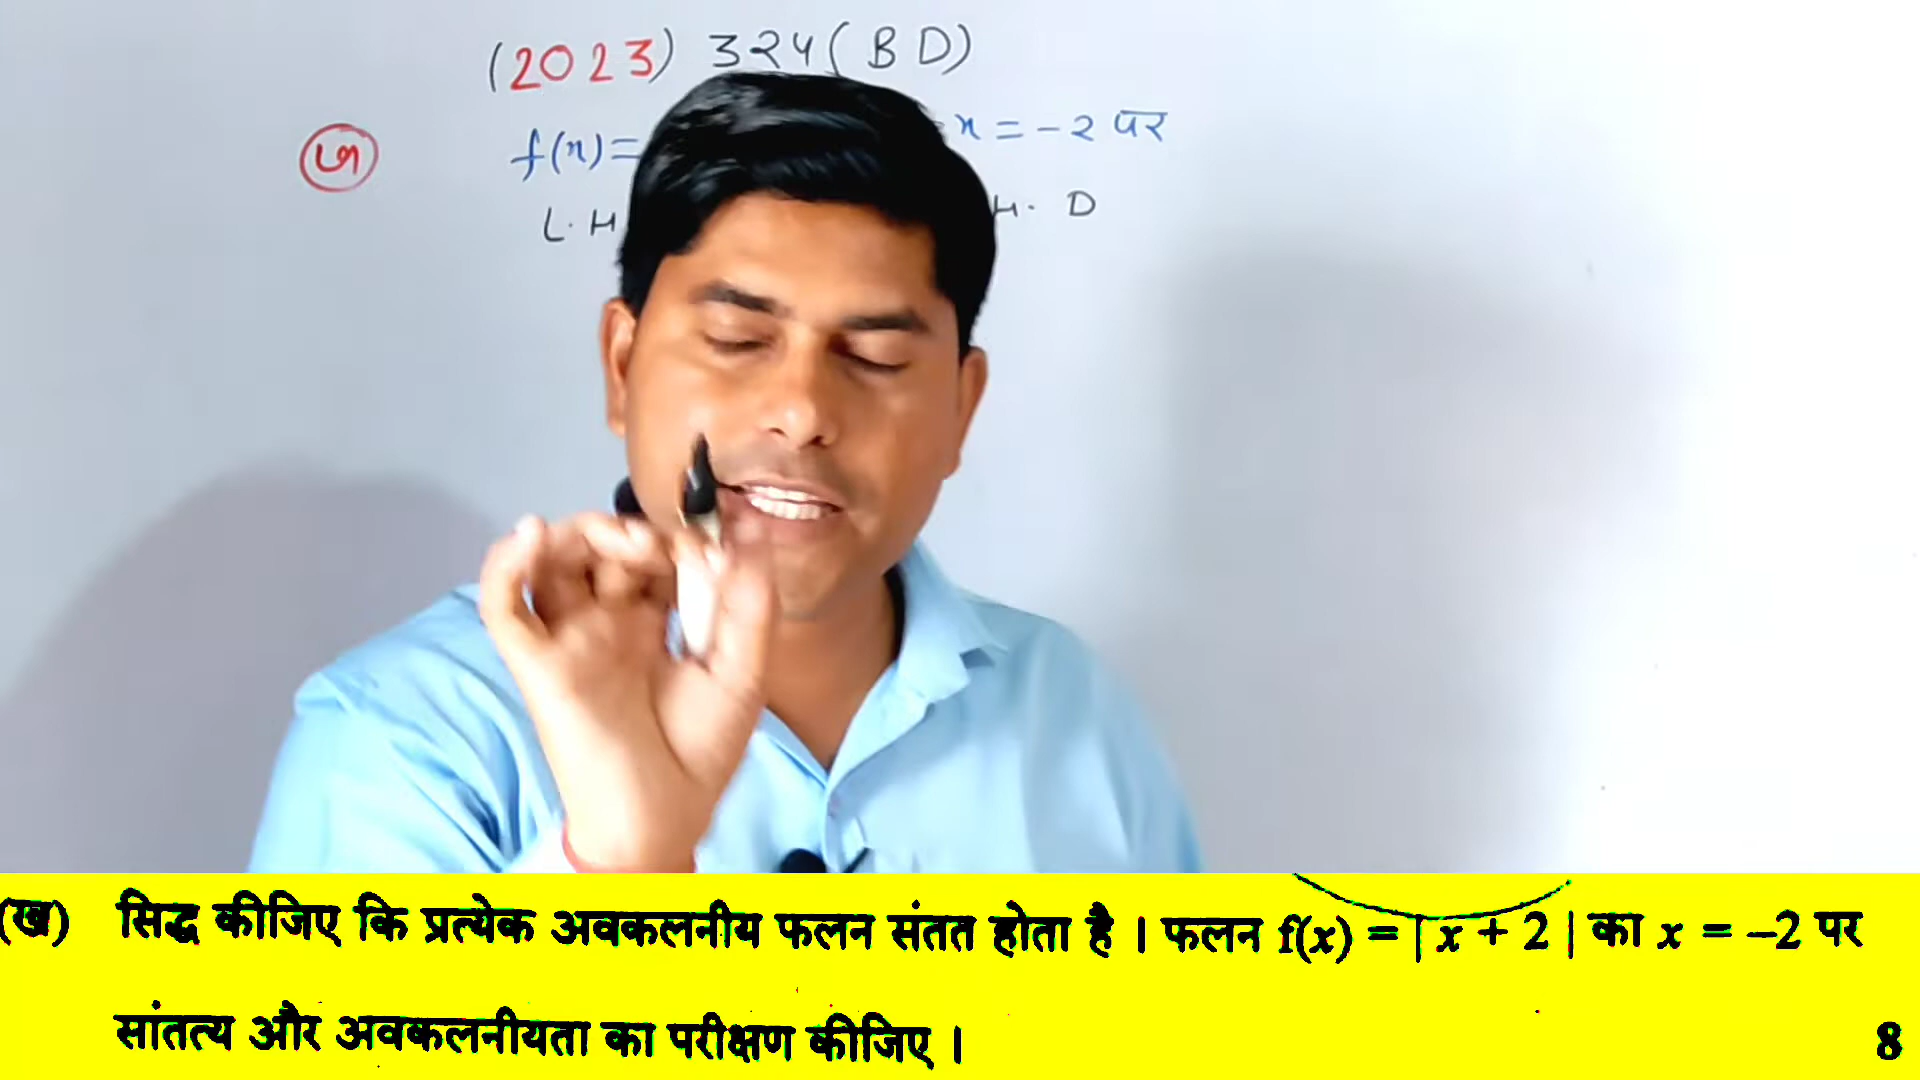 (2023) 324( B D)
f(x)= x = -2 पर
L. H H. D
(ख) सिद्ध कीजिए कि प्रत्येक अवकलनीय फलन संतत होता है । फलन f(x) = | x + 2 | का x = –2 पर
सांतत्य और अवकलनीयता का परीक्षण कीजिए । 8